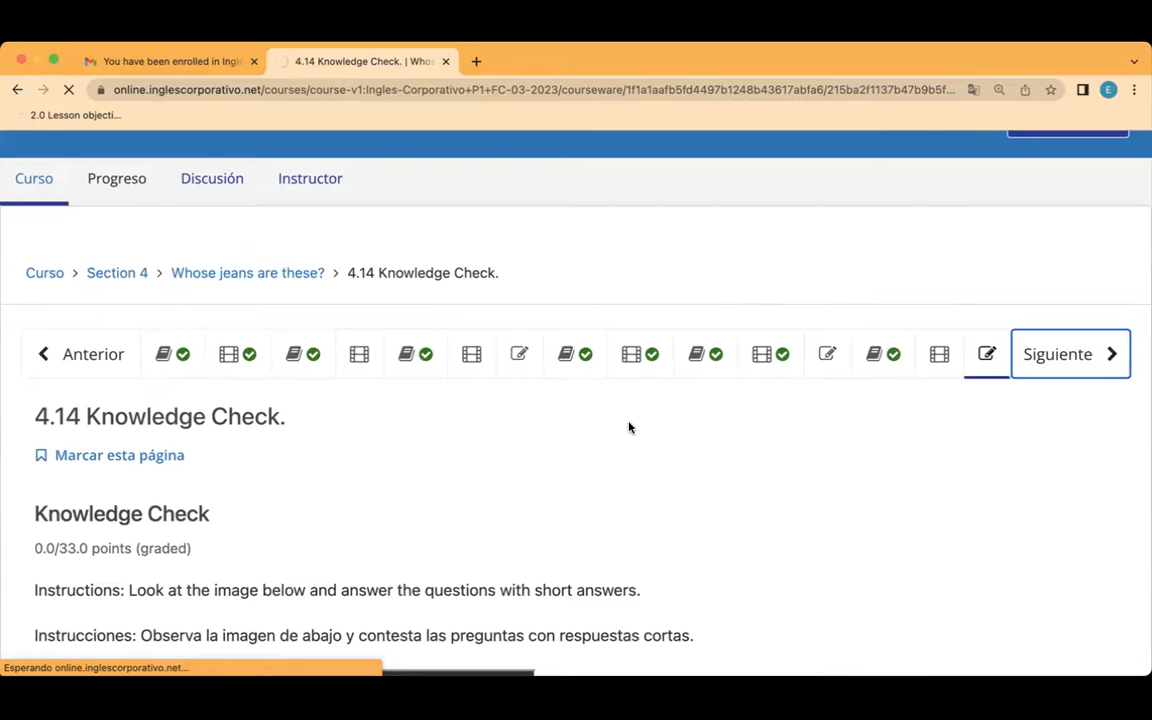 You have been enrolled in Ingl
4.14 Knowledge Check. | Whos
online.inglescorporativo.net/courses/course-v1:Ingles-Corporativo+P1+FC-03-2023/courseware/1f1a1aafb5fd4497b1248b43617abfa6/215ba2f1137b47b9b5f...
E
2.0 Lesson objecti...
Curso
Progreso
Discusión
Instructor
Curso > Section 4 > Whose jeans are these? > 4.14 Knowledge Check.
Anterior
Siguiente
4.14 Knowledge Check.
Marcar esta página
Knowledge Check
0.0/33.0 points (graded)
Instructions: Look at the image below and answer the questions with short answers.
Instrucciones: Observa la imagen de abajo y contesta las preguntas con respuestas cortas.
Esperando online.inglescorporativo.net...